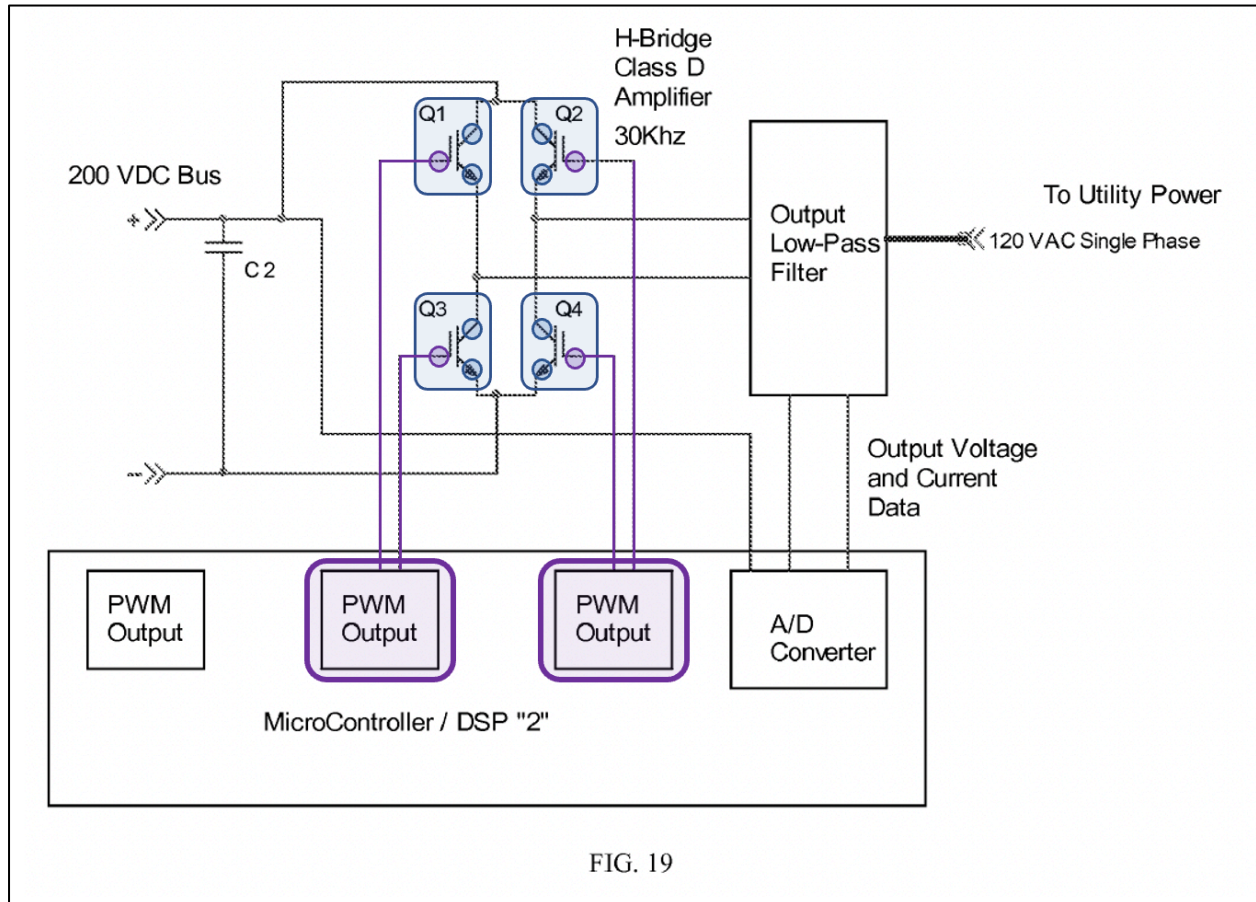 H-Bridge
Class D
Amplifier
30Khz
Q1
Q2
200 VDC Bus
+
C 2
To Utility Power
120 VAC Single Phase
Output
Low-Pass
Filter
Q3
Q4
-
Output Voltage
and Current
Data
PWM
Output
PWM
Output
PWM
Output
A/D
Converter
MicroController / DSP "2"
FIG. 19